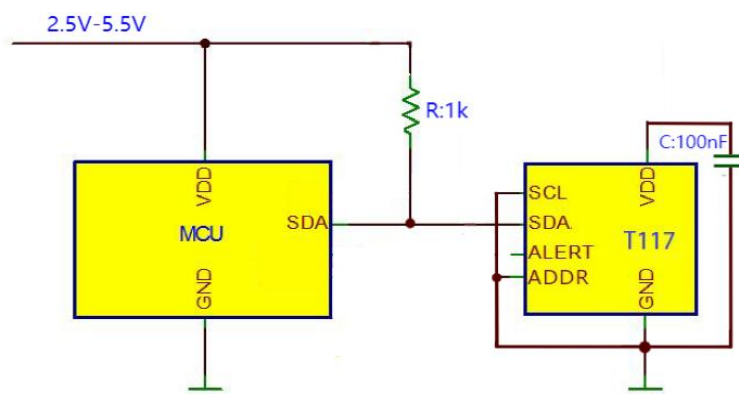 2.5V-5.5V
R:1k
C:100nF
VDD
SDA
MCU
GND
VDD
SCL
SDA
ALERT
T117
ADDR
GND